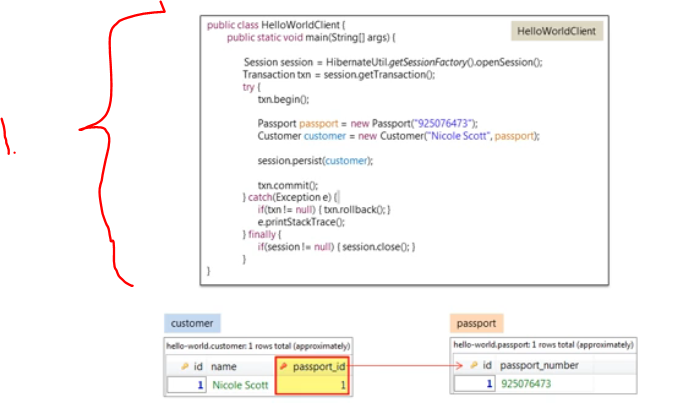 1.
HelloWorldClient
public class HelloWorldClient {
public static void main(String[] args) {
Session session = HibernateUtil.getSessionFactory().openSession();
Transaction txn = session.getTransaction();
try {
txn.begin();
Passport passport = new Passport("925076473");
Customer customer = new Customer("Nicole Scott", passport);
session.persist(customer);
txn.commit();
} catch(Exception e) {
if(txn != null) { txn.rollback(); }
e.printStackTrace();
} finally {
if(session != null) { session.close(); }
}
}
customer
hello-world.customer: 1 rows total (approximately)
id name passport_id
1 Nicole Scott 1
passport
hello-world.passport: 1 rows total (approximately)
id passport_number
1 925076473